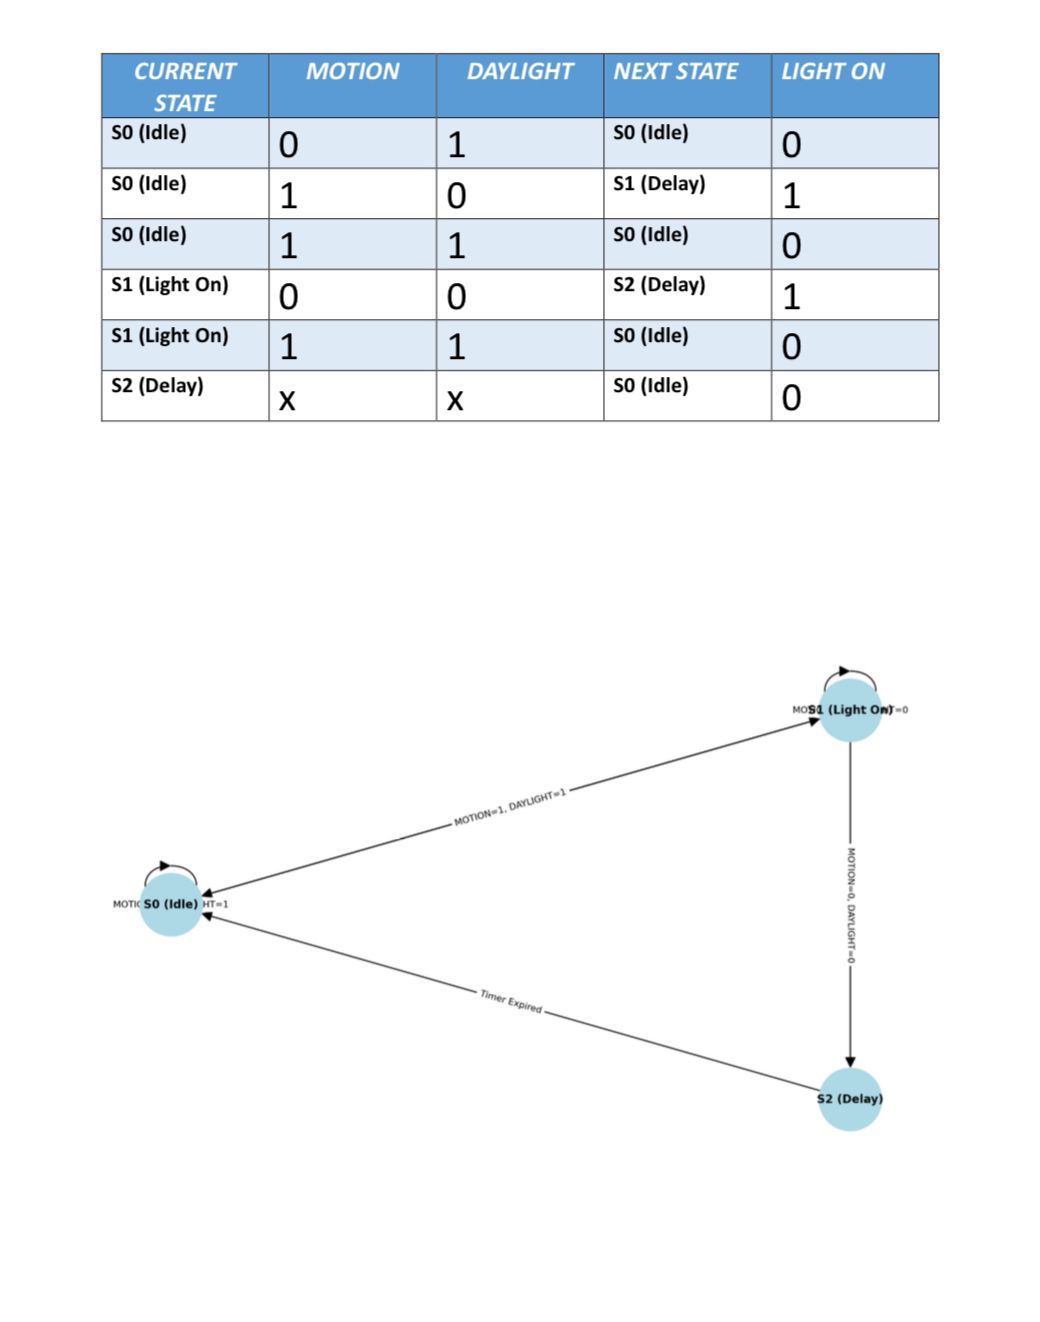 CURRENT STATE MOTION DAYLIGHT NEXT STATE LIGHT ON
S0 (Idle) 0 1 S0 (Idle) 0
S0 (Idle) 1 0 S1 (Delay) 1
S0 (Idle) 1 1 S0 (Idle) 0
S1 (Light On) 0 0 S2 (Delay) 1
S1 (Light On) 1 1 S0 (Idle) 0
S2 (Delay) x x S0 (Idle) 0
S1 (Light On)
MOTION=1, DAYLIGHT=1
MOTION=0, DAYLIGHT=0
S0 (Idle)
HT=1
Timer Expired
S2 (Delay)